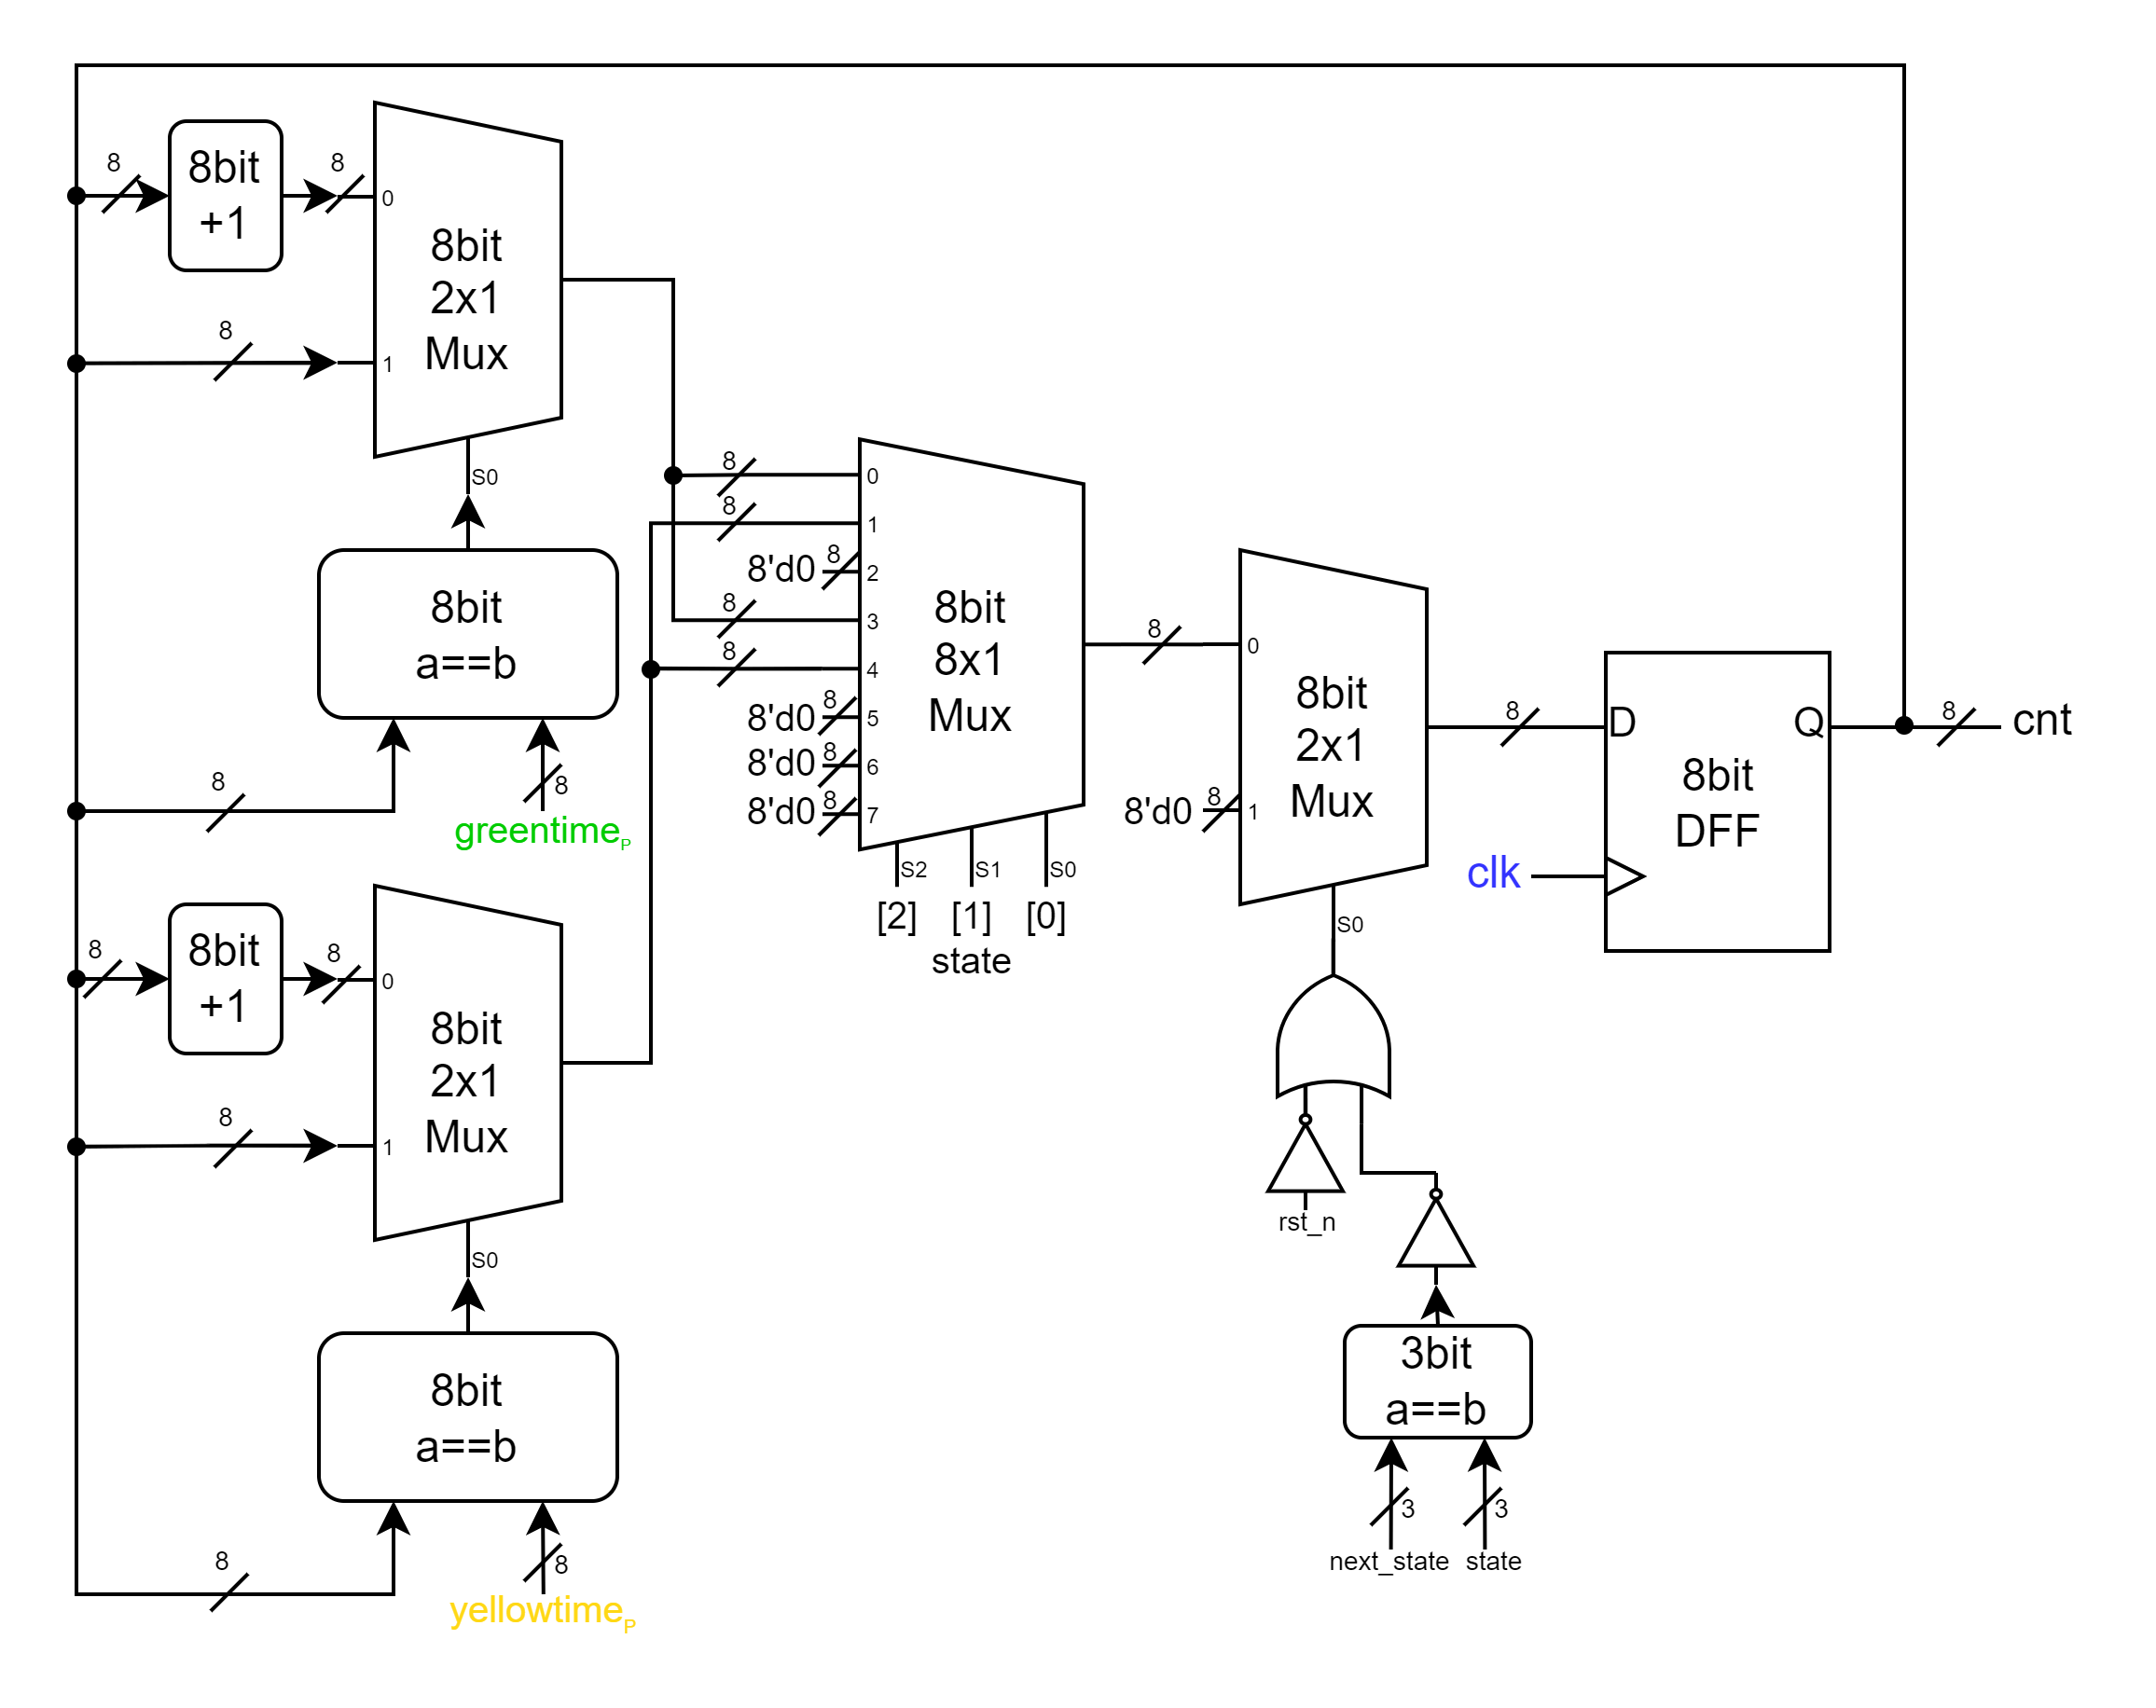 8
8bit
+1
8
0
8bit
2x1
Mux
8
1
S0
8bit
a==b
8
8
greentimeP
8
8bit
+1
8
0
8bit
2x1
Mux
8
1
S0
8bit
a==b
8
8
yellowtimeP
8
0
8
1
8'd0
8
2
8
3
8
4
8'd0
8
5
8'd0
8
6
8'd0
8
7
8bit
8x1
Mux
S2
S1
S0
[2]
[1]
[0]
state
8
0
8'd0
8
1
8bit
2x1
Mux
S0
rst_n
3bit
a==b
3
3
next_state
state
8
D
Q
8bit
DFF
clk
8
cnt